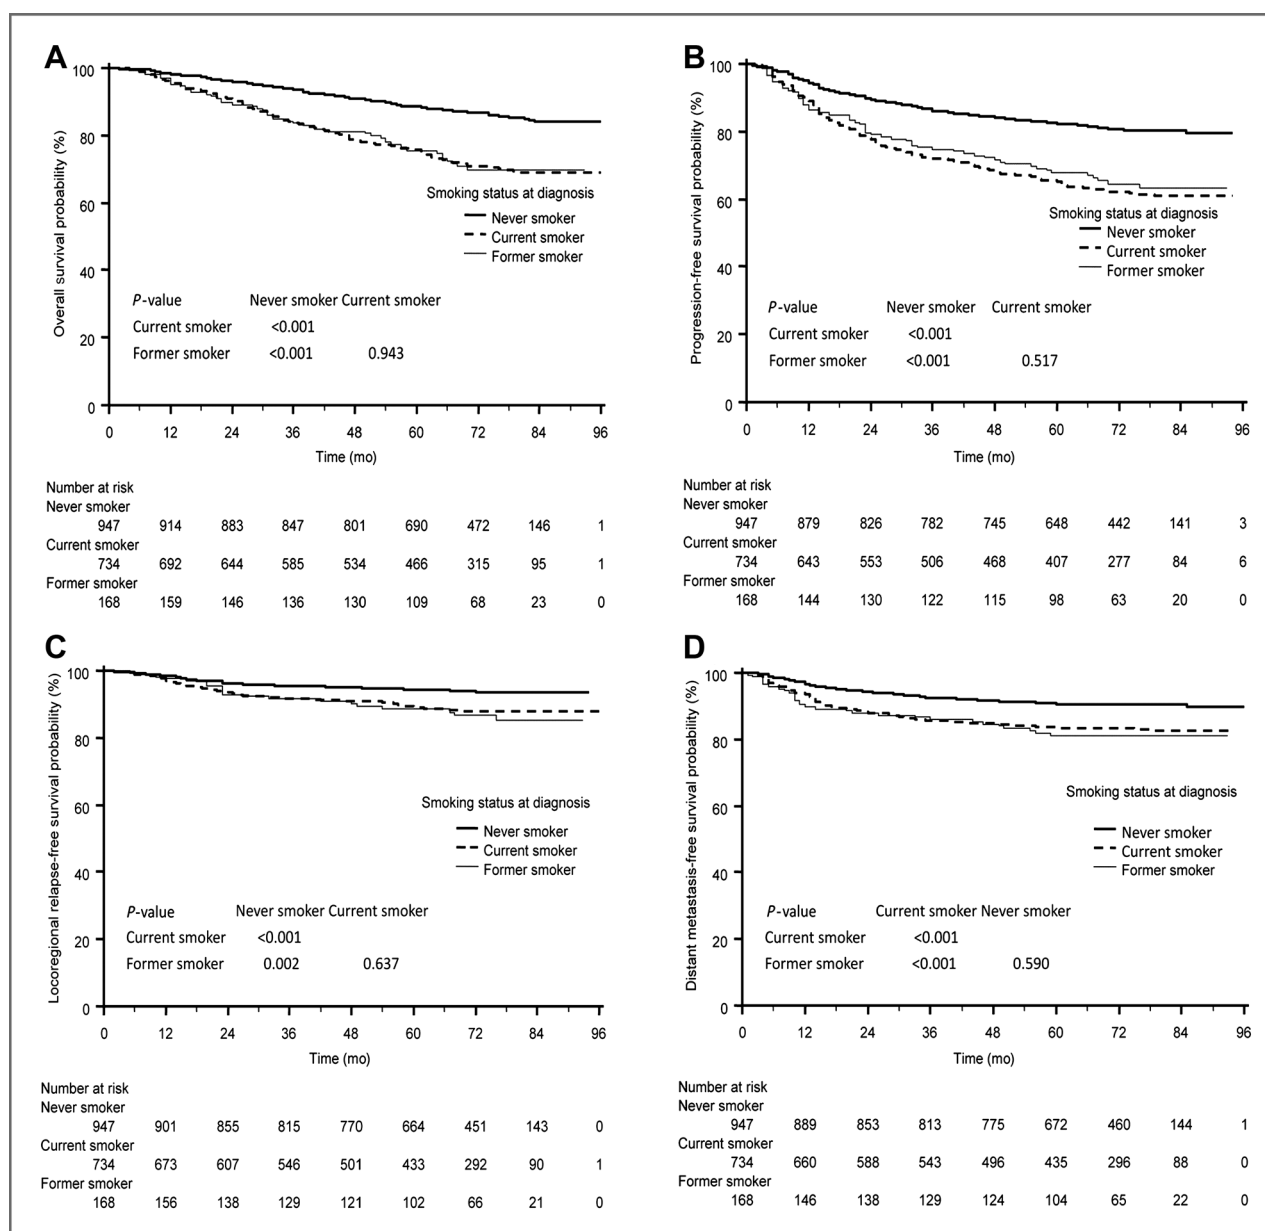 A
Overall survival probability (%)
100
80
60
40
20
0
Smoking status at diagnosis
Never smoker
Current smoker
Former smoker
P-value Never smoker Current smoker
Current smoker <0.001
Former smoker <0.001 0.943
0 12 24 36 48 60 72 84 96
Time (mo)
Number at risk
Never smoker
947 914 883 847 801 690 472 146 1
Current smoker
734 692 644 585 534 466 315 95 1
Former smoker
168 159 146 136 130 109 68 23 0
B
Progression-free survival probability (%)
100
80
60
40
20
0
Smoking status at diagnosis
Never smoker
Current smoker
Former smoker
P-value Never smoker Current smoker
Current smoker <0.001
Former smoker <0.001 0.517
0 12 24 36 48 60 72 84 96
Time (mo)
Number at risk
Never smoker
947 879 826 782 745 648 442 141 3
Current smoker
734 643 553 506 468 407 277 84 6
Former smoker
168 144 130 122 115 98 63 20 0
C
Locoregional relapse-free survival probability (%)
100
80
60
40
20
0
Smoking status at diagnosis
Never smoker
Current smoker
Former smoker
P-value Never smoker Current smoker
Current smoker <0.001
Former smoker 0.002 0.637
0 12 24 36 48 60 72 84 96
Time (mo)
Number at risk
Never smoker
947 901 855 815 770 664 451 143 0
Current smoker
734 673 607 546 501 433 292 90 1
Former smoker
168 156 138 129 121 102 66 21 0
D
Distant metastasis-free survival probability (%)
100
80
60
40
20
0
Smoking status at diagnosis
Never smoker
Current smoker
Former smoker
P-value Current smoker Never smoker
Current smoker <0.001
Former smoker <0.001 0.590
0 12 24 36 48 60 72 84 96
Time (mo)
Number at risk
Never smoker
947 889 853 813 775 672 460 144 1
Current smoker
734 660 588 543 496 435 296 88 0
Former smoker
168 146 138 129 124 104 65 22 0